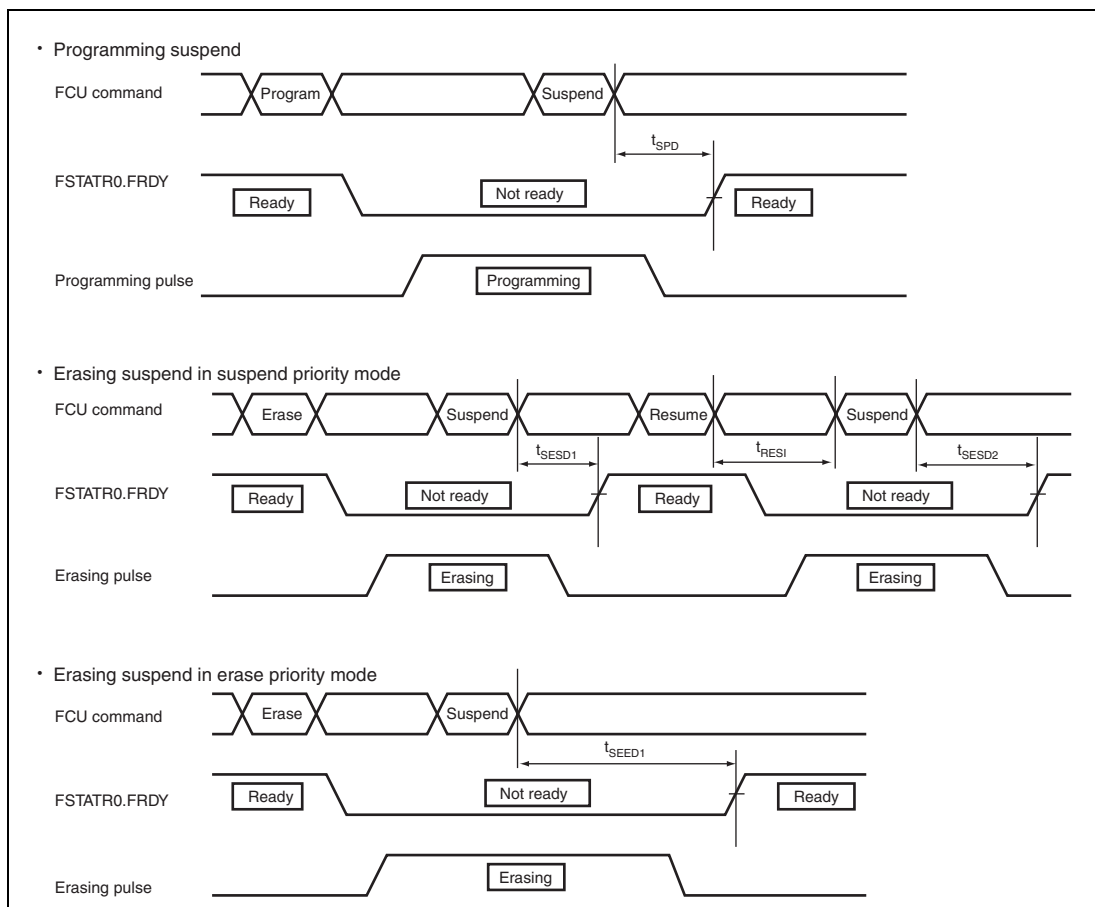 • Programming suspend
FCU command
Program
Suspend
tSPD
FSTATR0.FRDY
Ready
Not ready
Ready
Programming pulse
Programming
• Erasing suspend in suspend priority mode
FCU command
Erase
Suspend
Resume
Suspend
tSESD1
tRESI
tSESD2
FSTATR0.FRDY
Ready
Not ready
Ready
Not ready
Erasing pulse
Erasing
Erasing
• Erasing suspend in erase priority mode
FCU command
Erase
Suspend
tSEED1
FSTATR0.FRDY
Ready
Not ready
Ready
Erasing pulse
Erasing